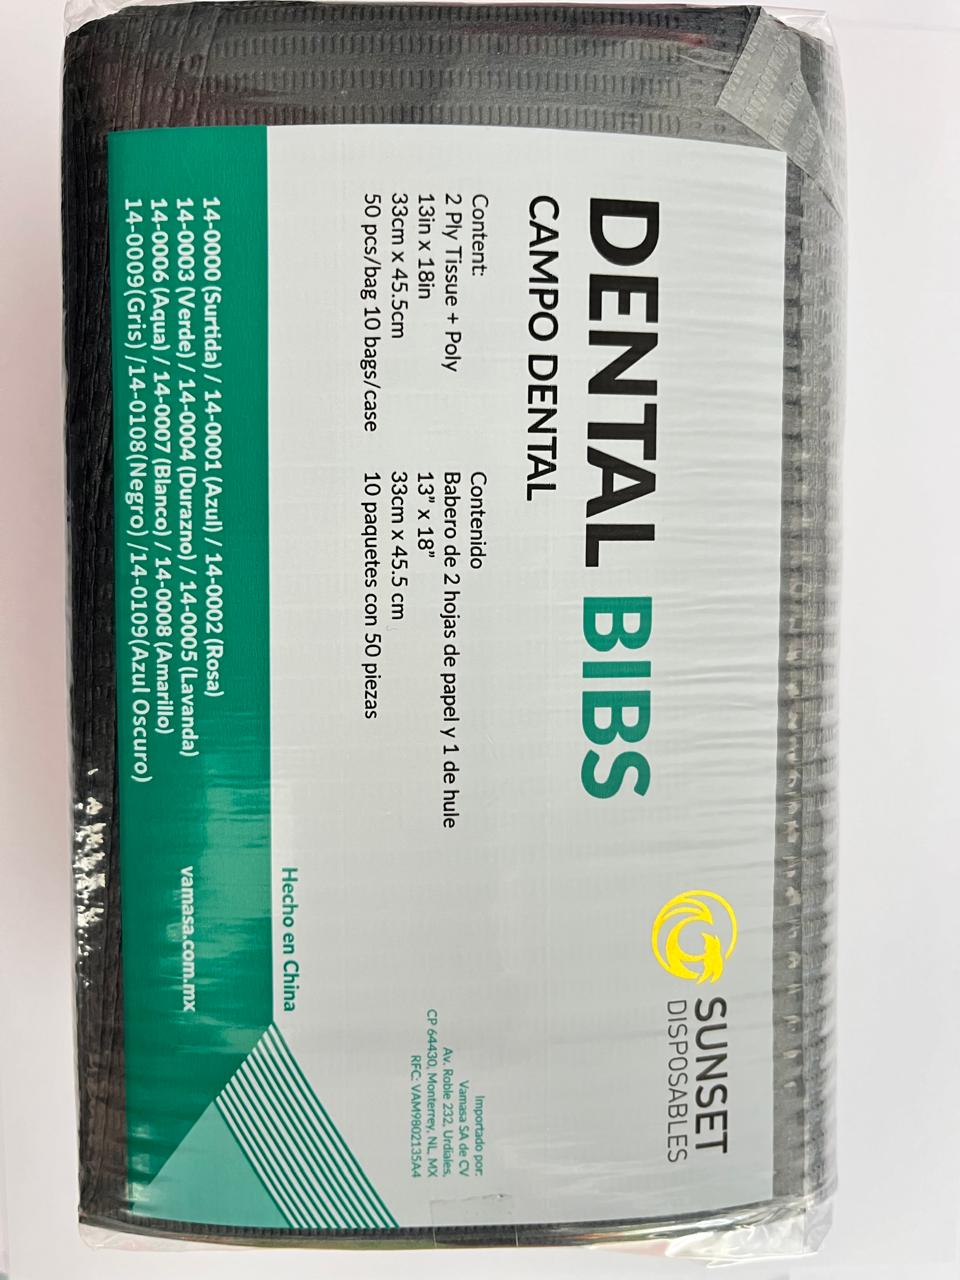 SUNSET
DISPOSABLES
DENTAL BIBS
CAMPO DENTAL
Content:
2 Ply Tissue + Poly
13in x 18in
33cm x 45.5cm
50 pcs/bag 10 bags/case
Contenido
Babero de 2 hojas de papel y 1 de hule
13” x 18”
33cm x 45.5 cm
10 paquetes con 50 piezas
Importado por:
Vamasa SA de CV
Av. Roble 232, Urdiales,
CP 64430, Monterrey, NL, MX
RFC: VAM9802135A4
Hecho en China
14-0000 (Surtida) / 14-0001 (Azul) / 14-0002 (Rosa)
14-0003 (Verde) / 14-0004 (Durazno) / 14-0005 (Lavanda)
14-0006 (Aqua) / 14-0007 (Blanco) / 14-0008 (Amarillo)
14-0009(Gris) /14-0108(Negro) /14-0109(Azul Oscuro)
vamasa.com.mx